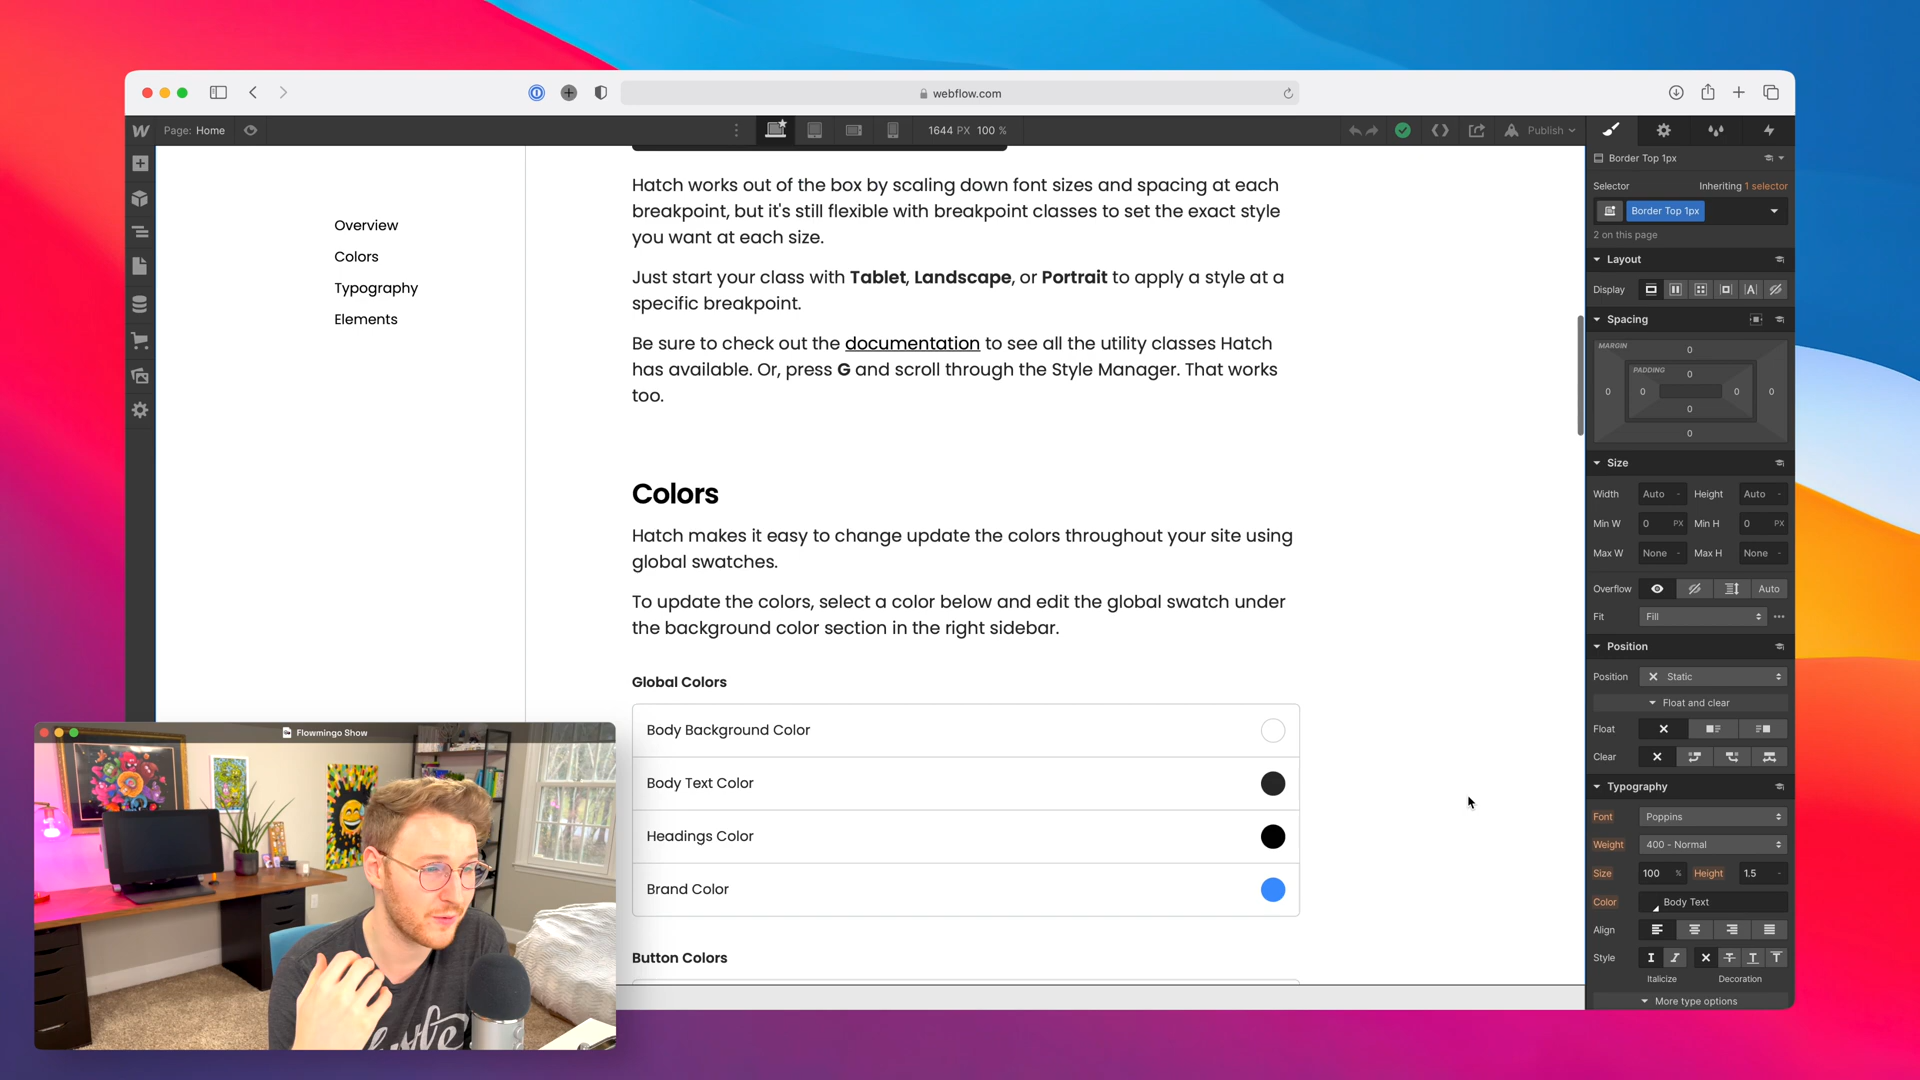 webflow.com
Page: Home
1644 PX 100 %
Publish
Overview
Colors
Typography
Elements
Hatch works out of the box by scaling down font sizes and spacing at each
breakpoint, but it's still flexible with breakpoint classes to set the exact style
you want at each size.
Just start your class with Tablet, Landscape, or Portrait to apply a style at a
specific breakpoint.
Be sure to check out the documentation to see all the utility classes Hatch
has available. Or, press G and scroll through the Style Manager. That works
too.
Colors
Hatch makes it easy to change update the colors throughout your site using
global swatches.
To update the colors, select a color below and edit the global swatch under
the background color section in the right sidebar.
Global Colors
Body Background Color
Body Text Color
Headings Color
Brand Color
Button Colors
Flowmingo Show
Border Top 1px
Selector Inheriting 1 selector
Border Top 1px
2 on this page
Layout
Display
Spacing
MARGIN
0
PADDING
0
0 0 0 0
0
0
Size
Width Auto - Height Auto -
Min W 0 PX Min H 0 PX
Max W None - Max H None -
Overflow Auto
Fit Fill
Position
Position Static
Float and clear
Float
Clear
Typography
Font Poppins
Weight 400 - Normal
Size 100 % Height 1.5 -
Color Body Text
Align
Style
Italicize Decoration
More type options